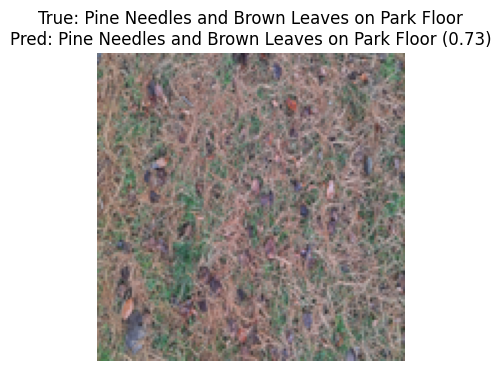 True: Pine Needles and Brown Leaves on Park Floor
Pred: Pine Needles and Brown Leaves on Park Floor (0.73)